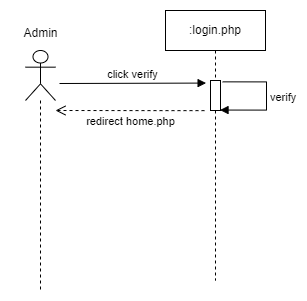 Admin
:login.php
click verify
verify
redirect home.php